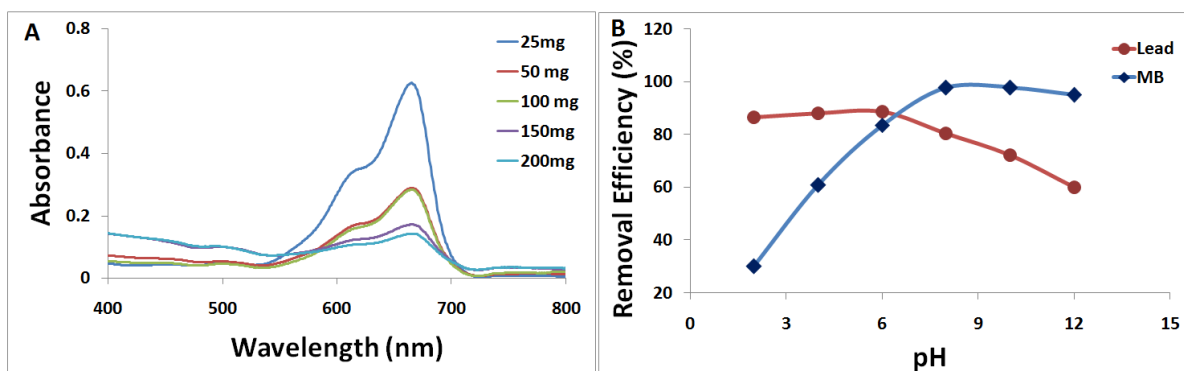 A
Absorbance
0.8
0.6
0.4
0.2
0
25mg
50 mg
100 mg
150mg
200mg
400 500 600 700 800
Wavelength (nm)
B
Removal Efficiency (%)
120
100
80
60
40
20
Lead
MB
0 3 6 9 12 15
pH